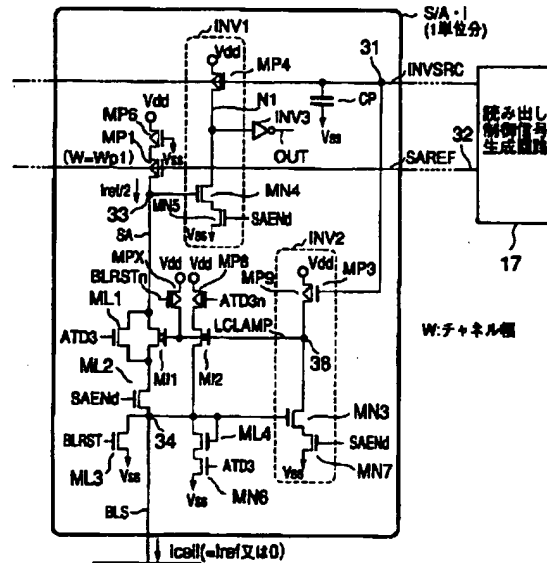 S/A・I
(1単位分)
INV1
31
Vdd
MP4
INVSRC
Vdd
N1
CP
MP6
INV3
Vss
MP1
Vss
OUT
読み出し
制御信号
生成回路
(W=Wp1)
SAREF
32
Iref/2
33
MN4
MN5
SAENd
17
SA
Vss
INV2
MPX
Vdd
Vdd
MP8
Vdd
MP3
BLRSTn
MP9
ML1
ATD3n
W:チャネル幅
ATD3
LCLAMP
ML2
MI1
MI2
38
SAENd
MN3
34
ML4
SAENd
BLRST
ATD3
Vss
MN7
ML3
Vss
Vss
MN6
BLS
Icell(=Iref又は0)